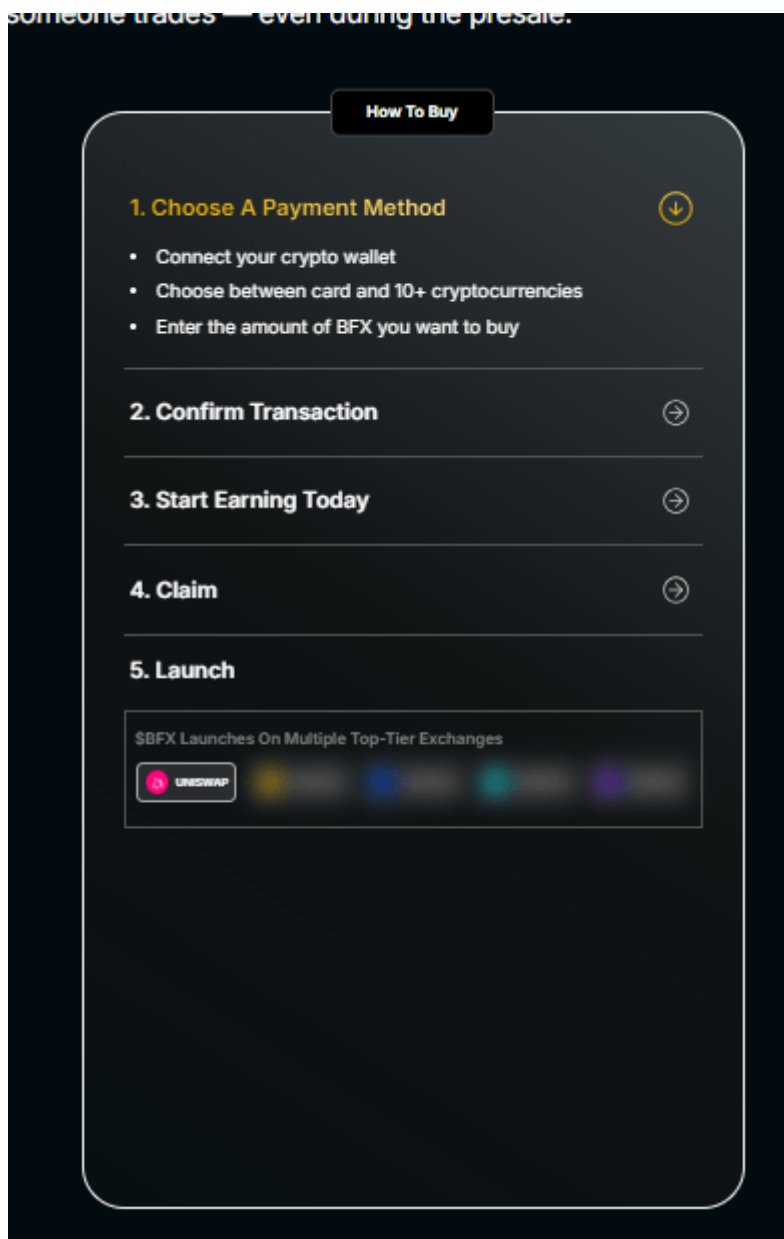 someone trades — even during the presale.
How To Buy
1. Choose A Payment Method
• Connect your crypto wallet
• Choose between card and 10+ cryptocurrencies
• Enter the amount of BFX you want to buy
2. Confirm Transaction
3. Start Earning Today
4. Claim
5. Launch
$BFX Launches On Multiple Top-Tier Exchanges
UNISWAP